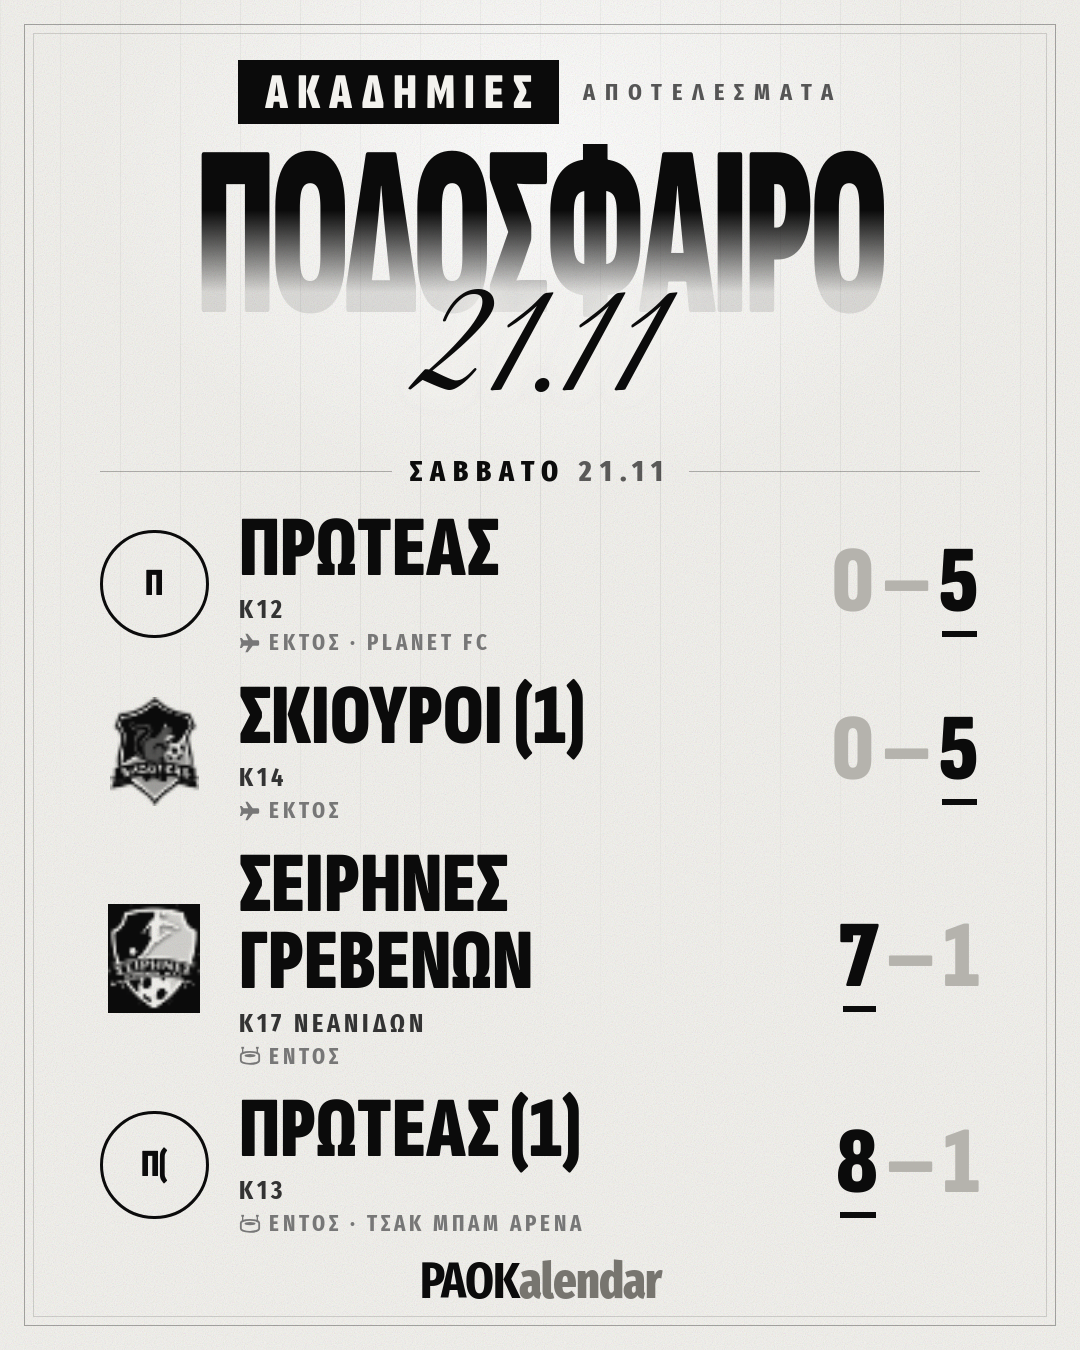 ΑΚΑΔΗΜΙΕΣ ΑΠΟΤΕΛΕΣΜΑΤΑ
ΠΟΔΟΣΦΑΙΡΟ
21.11
ΣΑΒΒΑΤΟ 21.11
Π
ΠΡΩΤΕΑΣ
Κ12
ΕΚΤΟΣ · PLANET FC
0–5
ΣΚΙΟΥΡΟΙ (1)
Κ14
ΕΚΤΟΣ
0–5
ΣΕΙΡΗΝΕΣ
ΓΡΕΒΕΝΩΝ
Κ17 ΝΕΑΝΙΔΩΝ
ΕΝΤΟΣ
7–1
Π(
ΠΡΩΤΕΑΣ (1)
Κ13
ΕΝΤΟΣ · ΤΣΑΚ ΜΠΑΜ ΑΡΕΝΑ
8–1
PAOKalendar